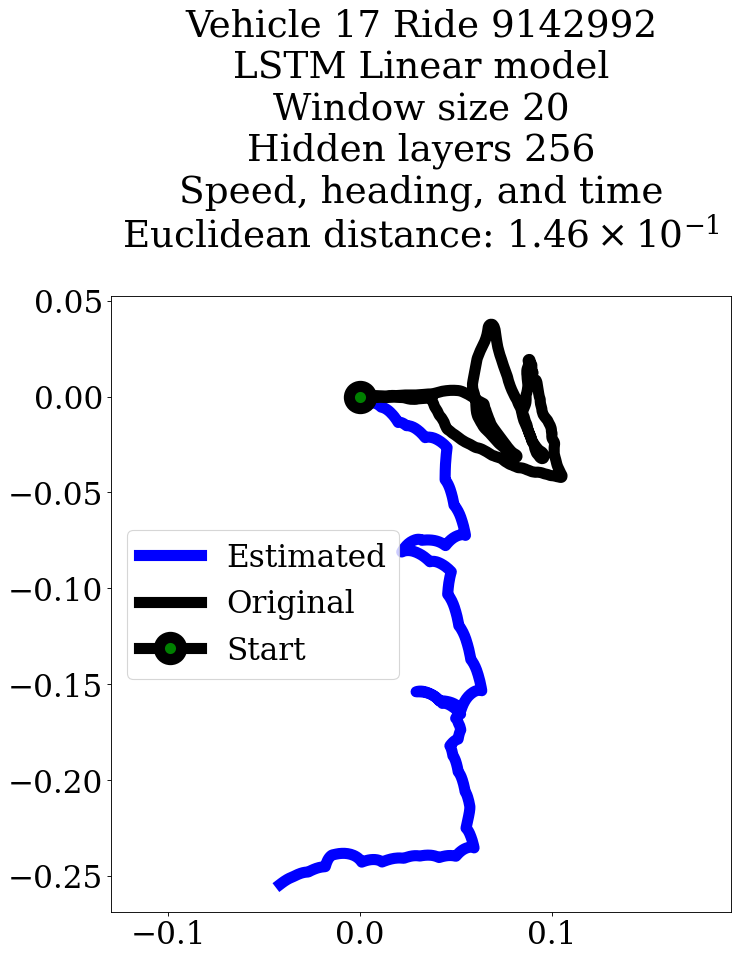 Vehicle 17 Ride 9142992
LSTM Linear model
Window size 20
Hidden layers 256
Speed, heading, and time
Euclidean distance: 1.46 × 10⁻¹
0.05
0.00
−0.05
−0.10
−0.15
−0.20
−0.25
Estimated
Original
Start
−0.1
0.0
0.1